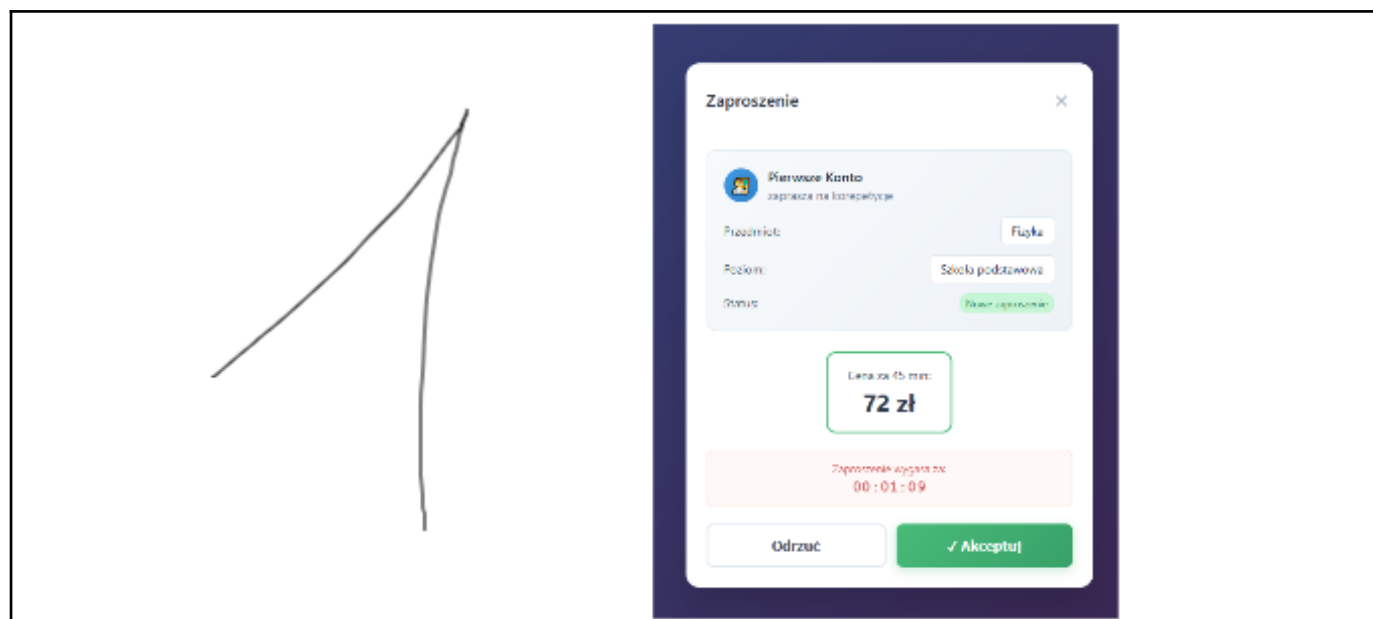 1
Zaproszenie ×
Pierwsze Konto
zaprasza na korepetycje
Przedmiot: Fizyka
Poziom: Szkoła podstawowa
Status: Nowe zaproszenie
Cena za 45 min:
72 zł
Zaproszenie wygasa za:
00:01:09
Odrzuć ✓ Akceptuj